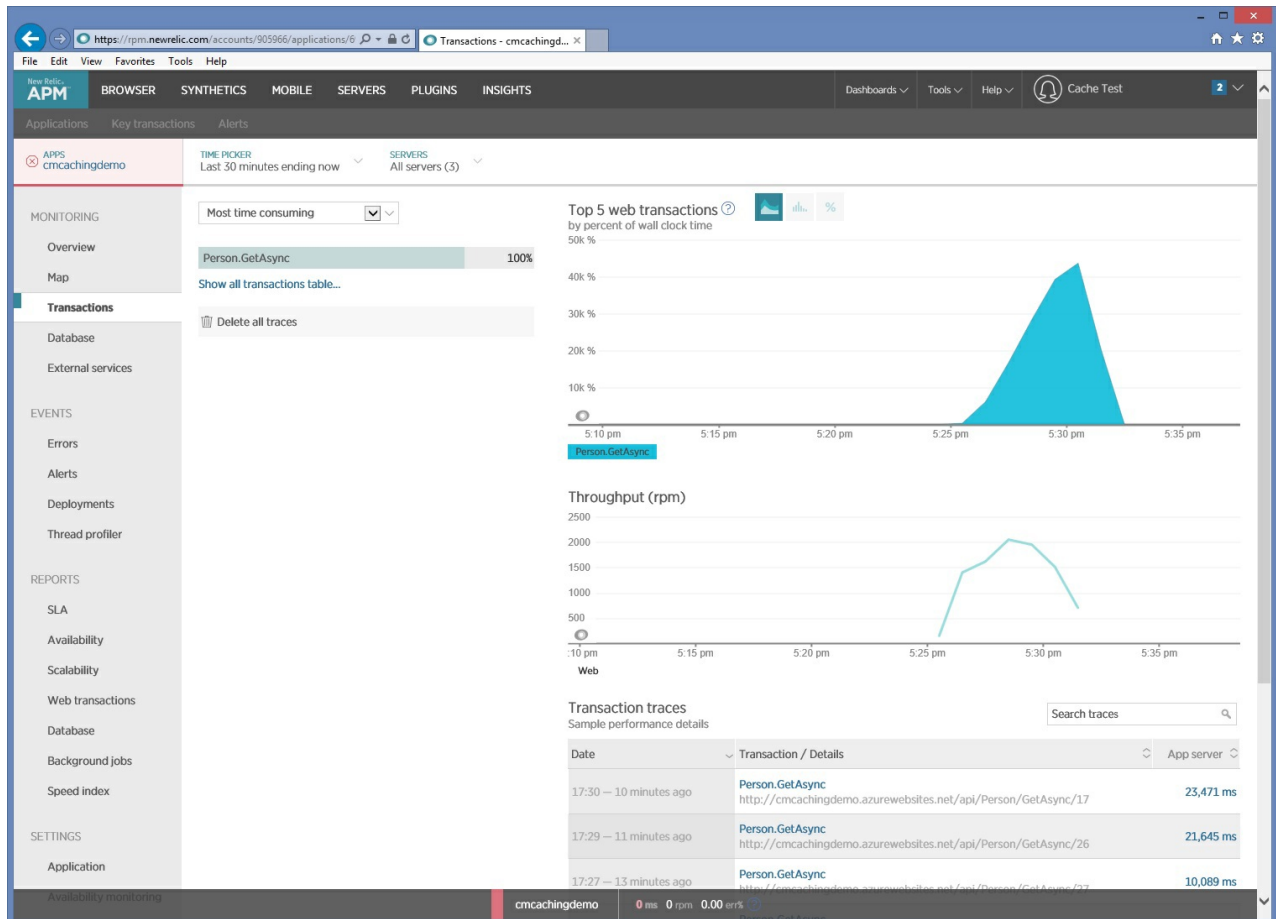 https://rpm.newrelic.com/accounts/905966/applications/6
Transactions - cmcachingd...
File Edit View Favorites Tools Help
New Relic.
APM BROWSER SYNTHETICS MOBILE SERVERS PLUGINS INSIGHTS Dashboards Tools Help Cache Test 2
Applications Key transactions Alerts
APPS
cmcachingdemo
TIME PICKER
Last 30 minutes ending now
SERVERS
All servers (3)
MONITORING
Overview
Map
Transactions
Database
External services
EVENTS
Errors
Alerts
Deployments
Thread profiler
REPORTS
SLA
Availability
Scalability
Web transactions
Database
Background jobs
Speed index
SETTINGS
Application
Availability monitoring
Most time consuming
Person.GetAsync 100%
Show all transactions table...
Delete all traces
Top 5 web transactions ?
by percent of wall clock time
50k %
40k %
30k %
20k %
10k %
5:10 pm 5:15 pm 5:20 pm 5:25 pm 5:30 pm 5:35 pm
Person.GetAsync
Throughput (rpm)
2500
2000
1500
1000
500
:10 pm 5:15 pm 5:20 pm 5:25 pm 5:30 pm 5:35 pm
Web
Transaction traces
Sample performance details
Search traces
Date Transaction / Details App server
17:30 — 10 minutes ago Person.GetAsync 23,471 ms
http://cmcachingdemo.azurewebsites.net/api/Person/GetAsync/17
17:29 — 11 minutes ago Person.GetAsync 21,645 ms
http://cmcachingdemo.azurewebsites.net/api/Person/GetAsync/26
17:27 — 13 minutes ago Person.GetAsync 10,089 ms
http://cmcachingdemo.azurewebsites.net/api/Person/GetAsync/27
cmcachingdemo 0 ms 0 rpm 0.00 err%